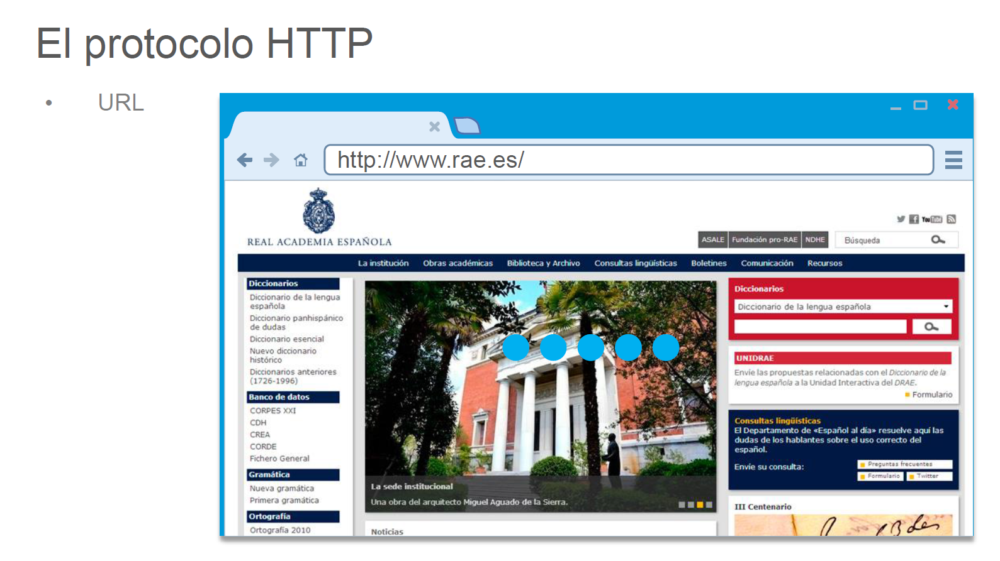 El protocolo HTTP
• URL
http://www.rae.es/
REAL ACADEMIA ESPAÑOLA
You Tube
ASALE
Fundación pro-RAE
NDHE
Búsqueda
La institución
Obras académicas
Biblioteca y Archivo
Consultas lingüísticas
Boletines
Comunicación
Recursos
Diccionarios
Diccionario de la lengua
española
Diccionario panhispánico
de dudas
Diccionario esencial
Nuevo diccionario
histórico
Diccionarios anteriores
(1726-1996)
Banco de datos
CORPES XXI
CDH
CREA
CORDE
Fichero General
Gramática
Nueva gramática
Primera gramática
Ortografía
Ortografía 2010
La sede institucional
Una obra del arquitecto Miguel Aguado de la Sierra.
Noticias
Diccionarios
Diccionario de la lengua española
UNIDRAE
Envíe las propuestas relacionadas con el Diccionario de la
lengua española a la Unidad Interactiva del DRAE.
Formulario
Consultas lingüísticas
El Departamento de «Español al día» resuelve aquí las
dudas de los hablantes sobre el uso correcto del
español.
Envíe su consulta:
Preguntas frecuentes
Formulario
Twitter
III Centenario